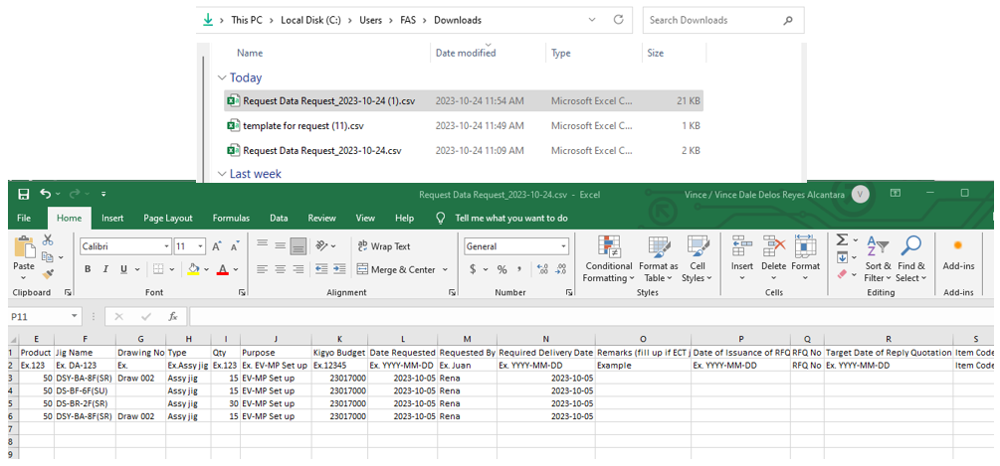 This PC > Local Disk (C:) > Users > FAS > Downloads
Search Downloads
Name Date modified Type Size
Today
Request Data Request_2023-10-24 (1).csv 2023-10-24 11:54 AM Microsoft Excel C... 21 KB
template for request (11).csv 2023-10-24 11:49 AM Microsoft Excel C... 1 KB
Request Data Request_2023-10-24.csv 2023-10-24 11:09 AM Microsoft Excel C... 2 KB
Last week
Request Data Request_2023-10-24.csv - Excel
Vince / Vince Dale Delos Reyes Alcantara V
File Home Insert Page Layout Formulas Data Review View Help Tell me what you want to do
Paste
Clipboard
Calibri 11 A A
B I U A
Font
ab Wrap Text
Merge & Center
Alignment
General
$ % ,
Number
Conditional Formatting
Format as Table
Cell Styles
Styles
Insert Delete Format
Cells
Sort & Filter
Find & Select
Editing
Add-ins
Add-ins
P11 fx
E F G H I J K L M N O P Q R S
1 Product Jig Name Drawing No Type Qty Purpose Kigyo Budget Date Requested Requested By Required Delivery Date Remarks (fill up if ECT j Date of Issuance of RFQ RFQ No Target Date of Reply Quotation Item Code
2 Ex.123 Ex. DA-123 Ex. Ex.Assy jig Ex.123 Ex. EV-MP Set up Ex.12345 Ex. YYYY-MM-DD Ex. Juan Ex. YYYY-MM-DD Example Ex. YYYY-MM-DD RFQ No Ex. YYYY-MM-DD Item Code
3 50 DSY-BA-8F(SR) Draw 002 Assy jig 15 EV-MP Set up 23017000 2023-10-05 Rena 2023-10-05
4 50 DS-BF-6F(SU) Assy jig 15 EV-MP Set up 23017000 2023-10-05 Rena 2023-10-05
5 50 DS-BR-2F(SR) Assy jig 30 EV-MP Set up 23017000 2023-10-05 Rena 2023-10-05
6 50 DSY-BA-8F(SR) Draw 002 Assy jig 15 EV-MP Set up 23017000 2023-10-05 Rena 2023-10-05
7
8
9